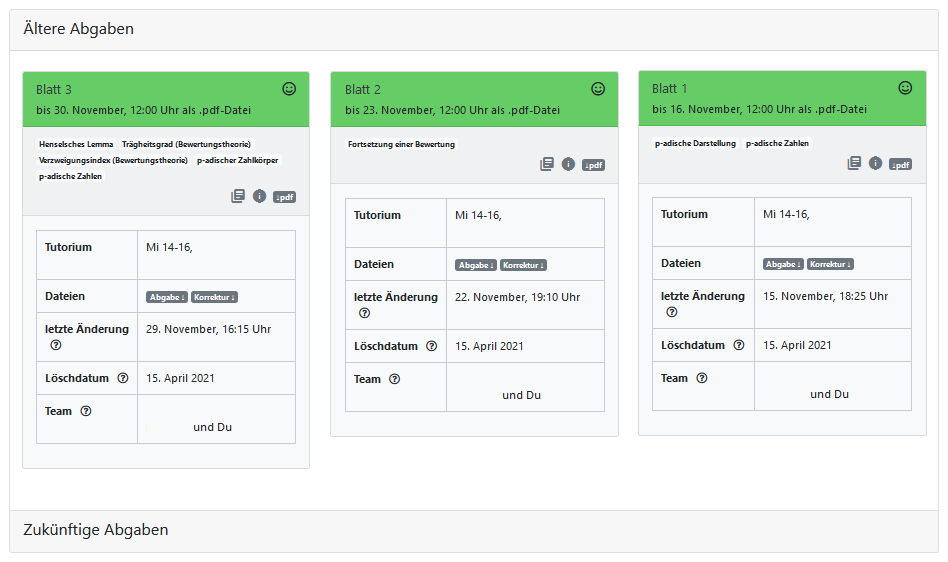 Ältere Abgaben
Blatt 3
bis 30. November, 12:00 Uhr als .pdf-Datei
Henselsches Lemma Trägheitsgrad (Bewertungstheorie)
Verzweigungsindex (Bewertungstheorie) p-adischer Zahlkörper
p-adische Zahlen
↓pdf
Tutorium Mi 14-16,
Dateien Abgabe ↓ Korrektur ↓
letzte Änderung 29. November, 16:15 Uhr
Löschdatum 15. April 2021
Team
und Du
Blatt 2
bis 23. November, 12:00 Uhr als .pdf-Datei
Fortsetzung einer Bewertung
↓pdf
Tutorium Mi 14-16,
Dateien Abgabe ↓ Korrektur ↓
letzte Änderung 22. November, 19:10 Uhr
Löschdatum 15. April 2021
Team
und Du
Blatt 1
bis 16. November, 12:00 Uhr als .pdf-Datei
p-adische Darstellung p-adische Zahlen
↓pdf
Tutorium Mi 14-16,
Dateien Abgabe ↓ Korrektur ↓
letzte Änderung 15. November, 18:25 Uhr
Löschdatum 15. April 2021
Team
und Du
Zukünftige Abgaben